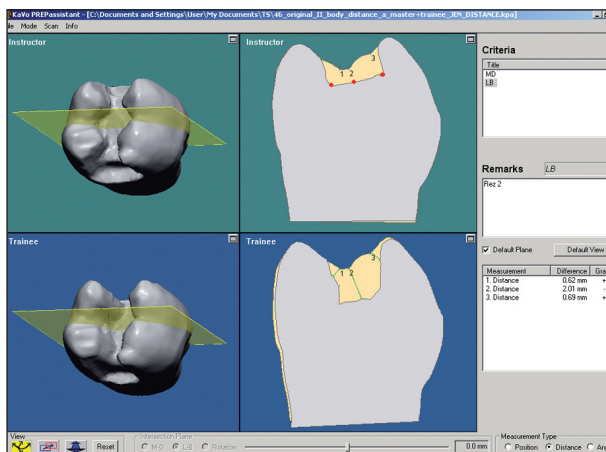 KaVo PREPassistant - [C:\Documents and Settings\User\My Documents\TS\46_original_II_body_distance_a_master+trainee_JEN_DISTANCE.kpa]
Mode Scan Info
Instructor
Instructor
1 2 3
Criteria
Title
MD
LB
Remarks LB
Rez 2
Trainee
Trainee
1 2 3
Default Plane Default View
Measurement Difference
1. Distance 0.62 mm +
2. Distance 2.01 mm -
3. Distance 0.69 mm +
View
Reset
Intersection Plane
M-D L-B Rotation
0.0 mm
Measurement Type
Position Distance